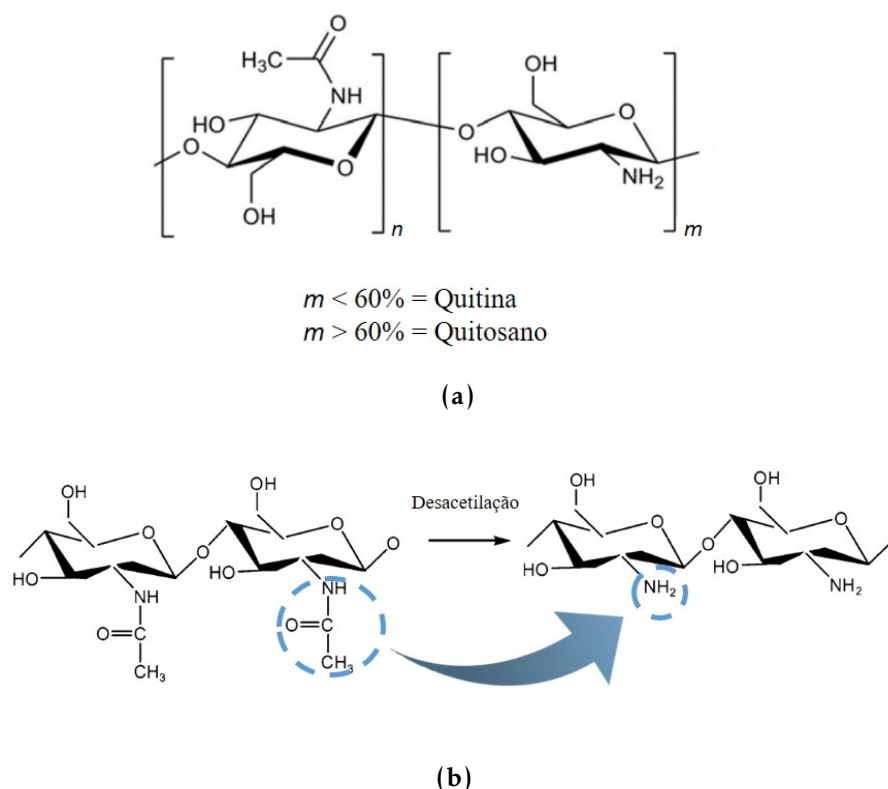 O
H₃C
NH
OH
HO
O
O
O
O
HO
NH₂
OH
n
m
m < 60% = Quitina
m > 60% = Quitosano
(a)
OH
OH
OH
OH
Desacetilação
O
O
O
O
O
O
O
HO
HO
HO
HO
NH
NH₂
NH₂
NH
O=C
O=C
CH₃
CH₃
(b)